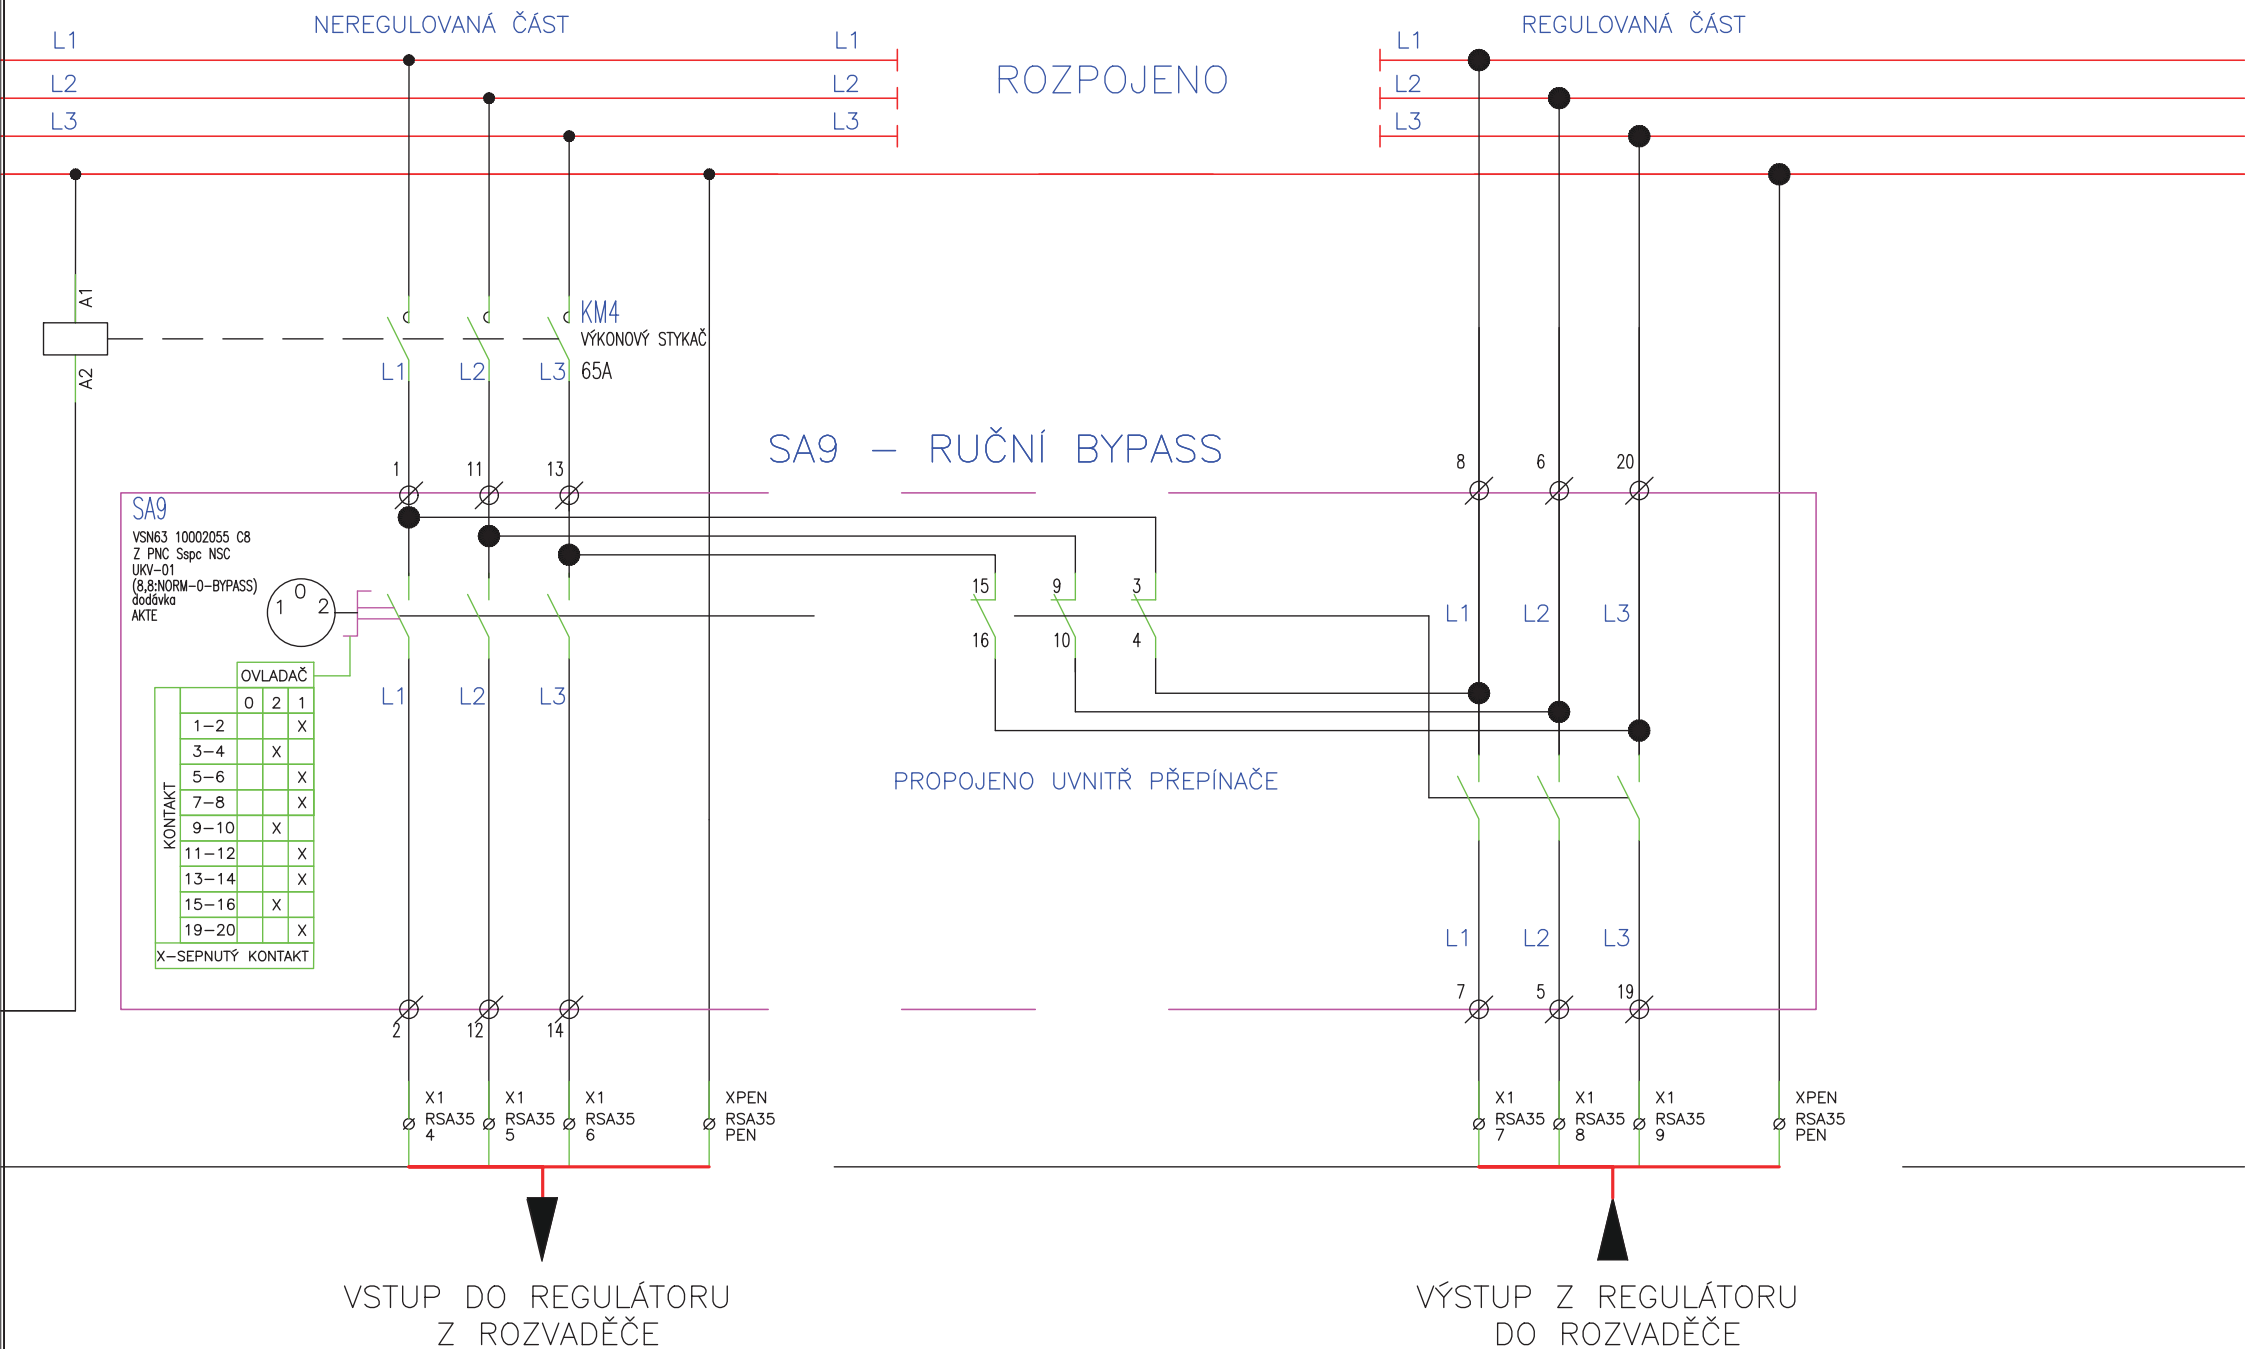 NEREGULOVANÁ ČÁST
REGULOVANÁ ČÁST
L1
L1
L1
L2
L2
L2
L3
L3
L3
ROZPOJENO
A1
A2
KM4
VÝKONOVÝ STYKAČ
65A
L1
L2
L3
SA9 – RUČNÍ BYPASS
1
11
13
8
6
20
SA9
VSN63 10002055 C8
Z PNC Sspc NSC
UKV-01
(8,8:NORM-0-BYPASS)
dodávka
AKTE
1
0
2
15
9
3
16
10
4
L1
L2
L3
L1
L2
L3
OVLADAČ
0 2 1
KONTAKT
1-2 X
3-4 X
5-6 X
7-8 X
9-10 X
11-12 X
13-14 X
15-16 X
19-20 X
X-SEPNUTÝ KONTAKT
PROPOJENO UVNITŘ PŘEPÍNAČE
L1
L2
L3
7
5
19
2
12
14
X1
RSA35
4
X1
RSA35
5
X1
RSA35
6
XPEN
RSA35
PEN
X1
RSA35
7
X1
RSA35
8
X1
RSA35
9
XPEN
RSA35
PEN
VSTUP DO REGULÁTORU
Z ROZVADĚČE
VÝSTUP Z REGULÁTORU
DO ROZVADĚČE